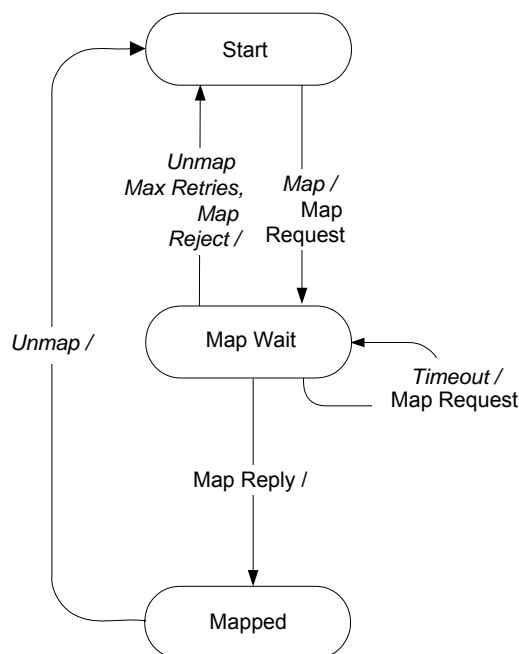 Start
Unmap
Max Retries,
Map
Reject /
Map /
Map
Request
Unmap /
Map Wait
Timeout /
Map Request
Map Reply /
Mapped